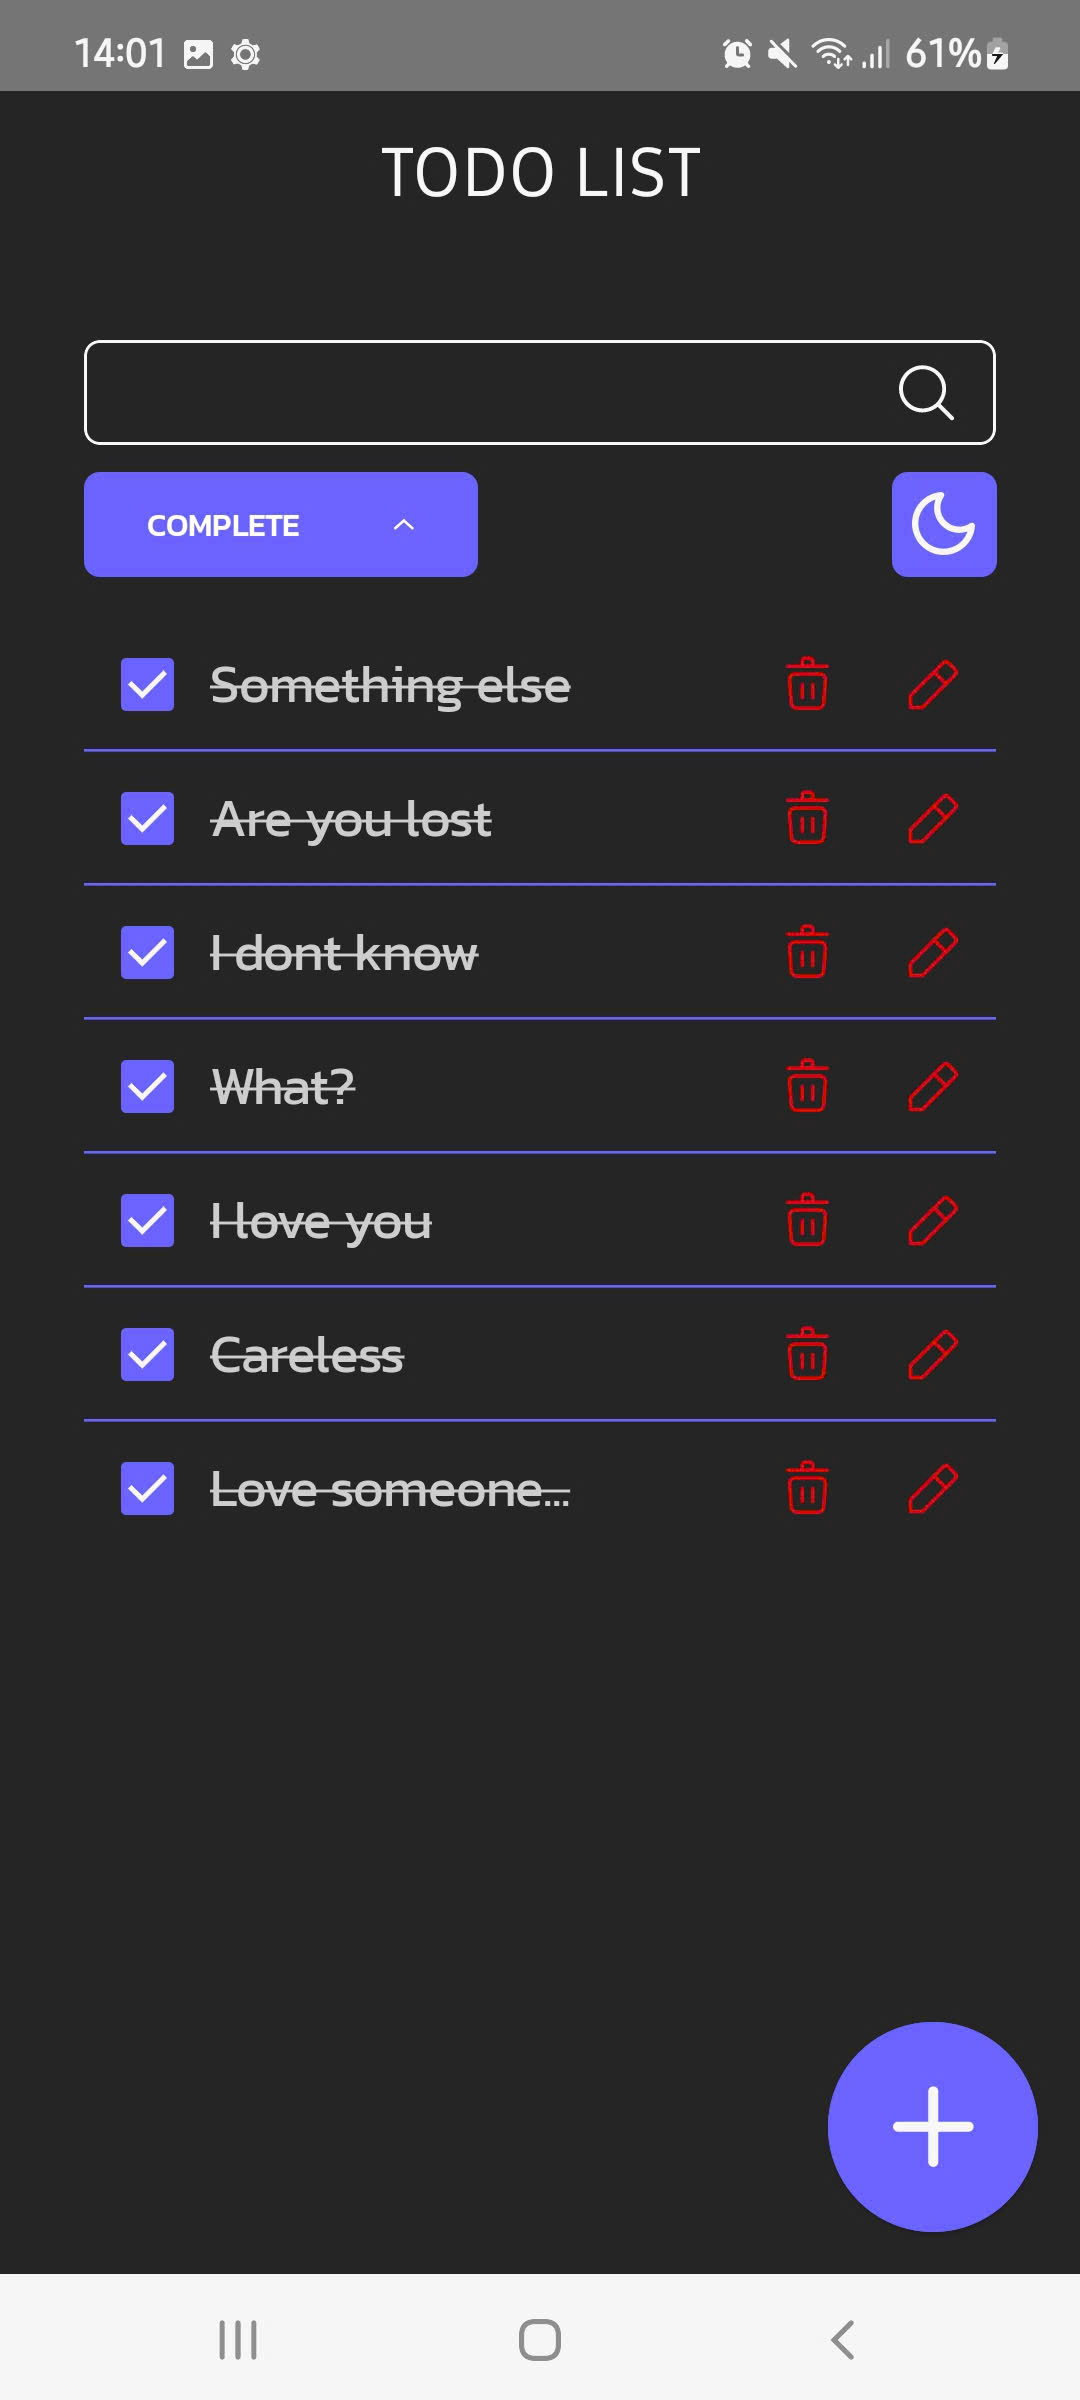 14:01 61%
TODO LIST
COMPLETE
Something else
Are you lost
I dont know
What?
I love you
Careless
Love someone...